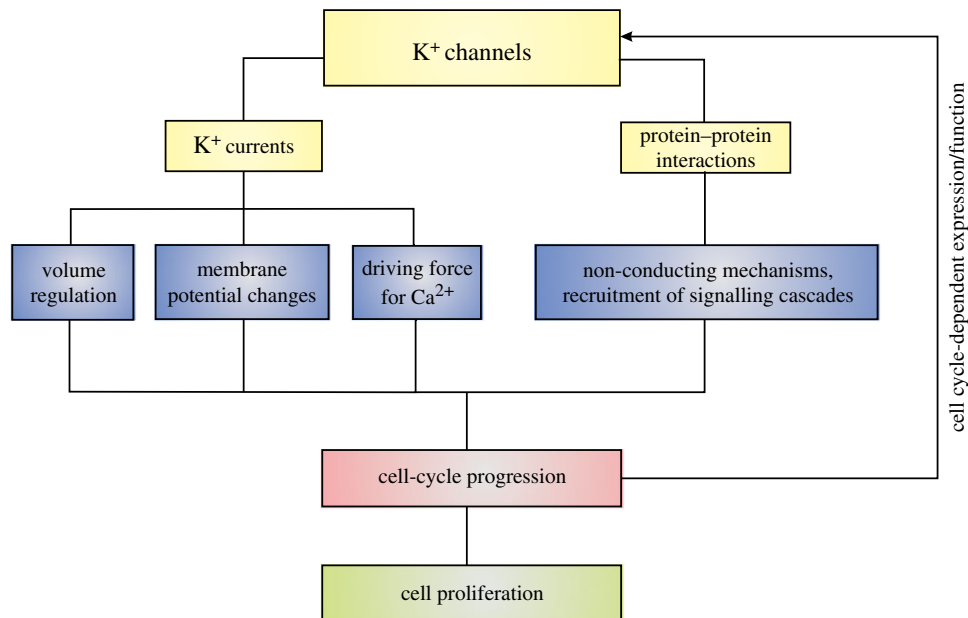 K⁺ channels
K⁺ currents
protein–protein
interactions
volume
regulation
membrane
potential changes
driving force
for Ca²⁺
non-conducting mechanisms,
recruitment of signalling cascades
cell cycle-dependent expression/function
cell-cycle progression
cell proliferation